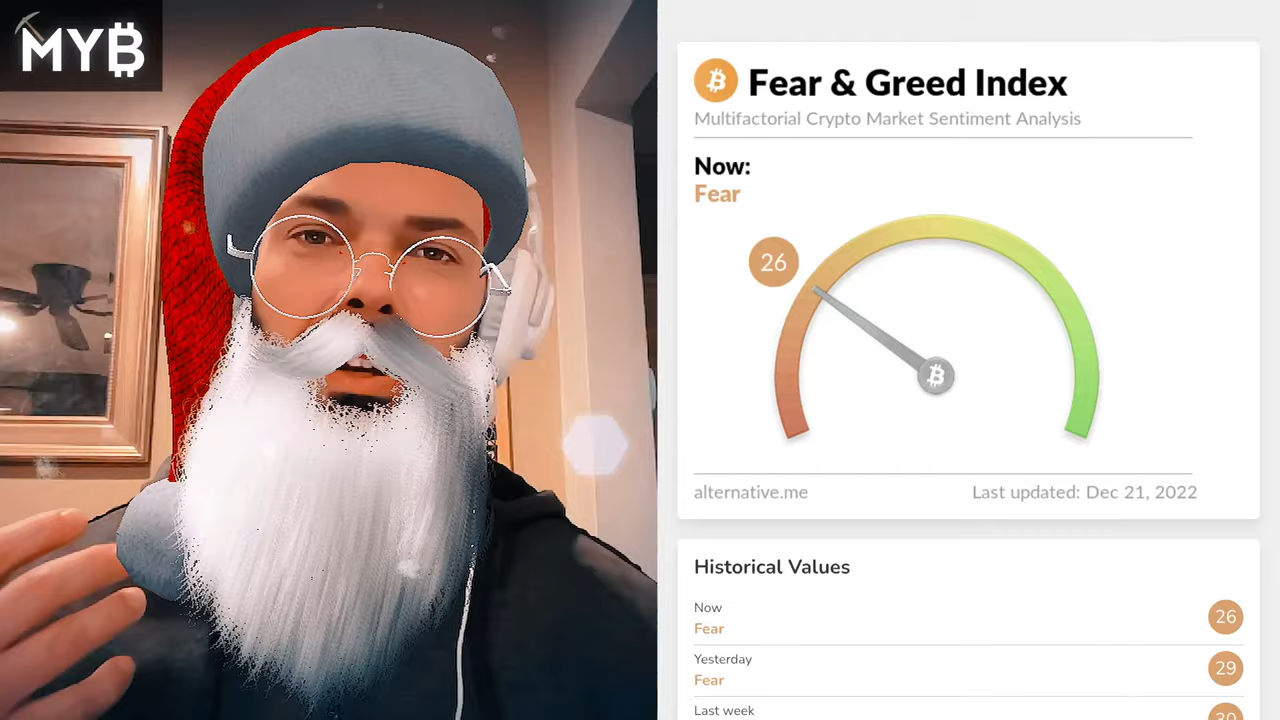 MYB
Fear & Greed Index
Multifactorial Crypto Market Sentiment Analysis
Now:
Fear
26
alternative.me
Last updated: Dec 21, 2022
Historical Values
Now
Fear
26
Yesterday
Fear
29
Last week